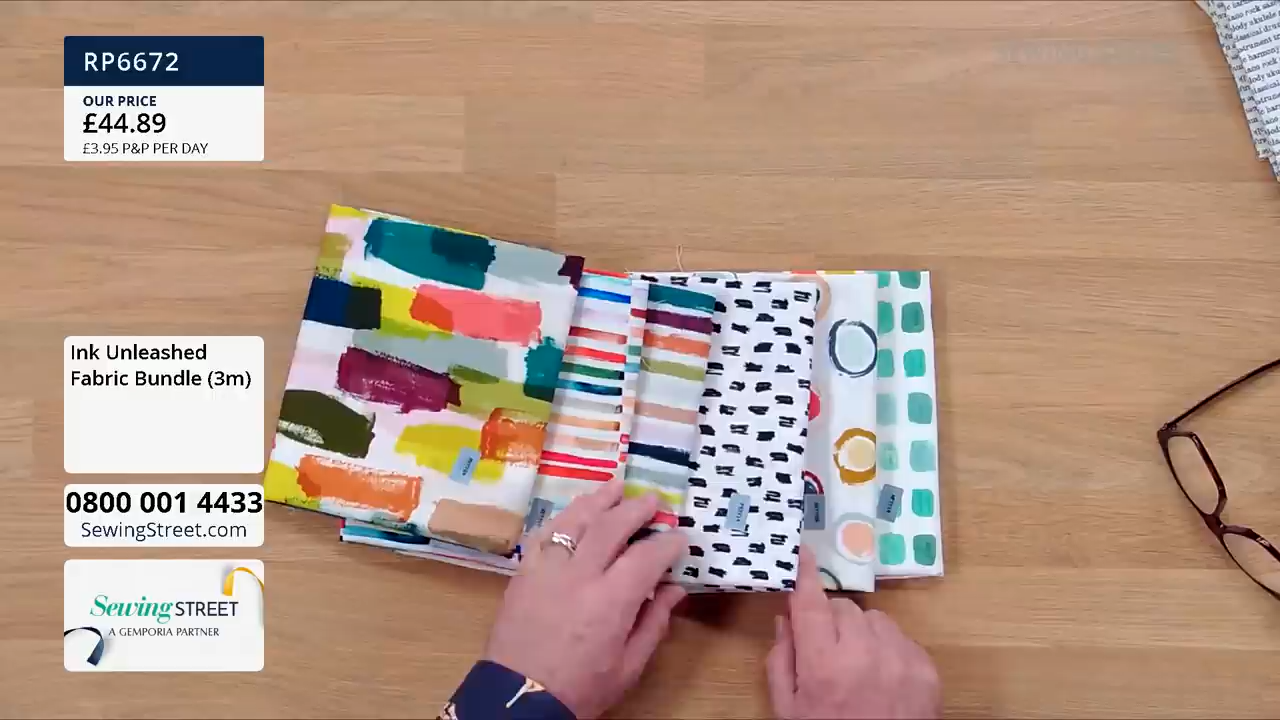 RP6672
OUR PRICE
£44.89
£3.95 P&P PER DAY
Ink Unleashed
Fabric Bundle (3m)
0800 001 4433
SewingStreet.com
Sewing STREET
A GEMPORIA PARTNER